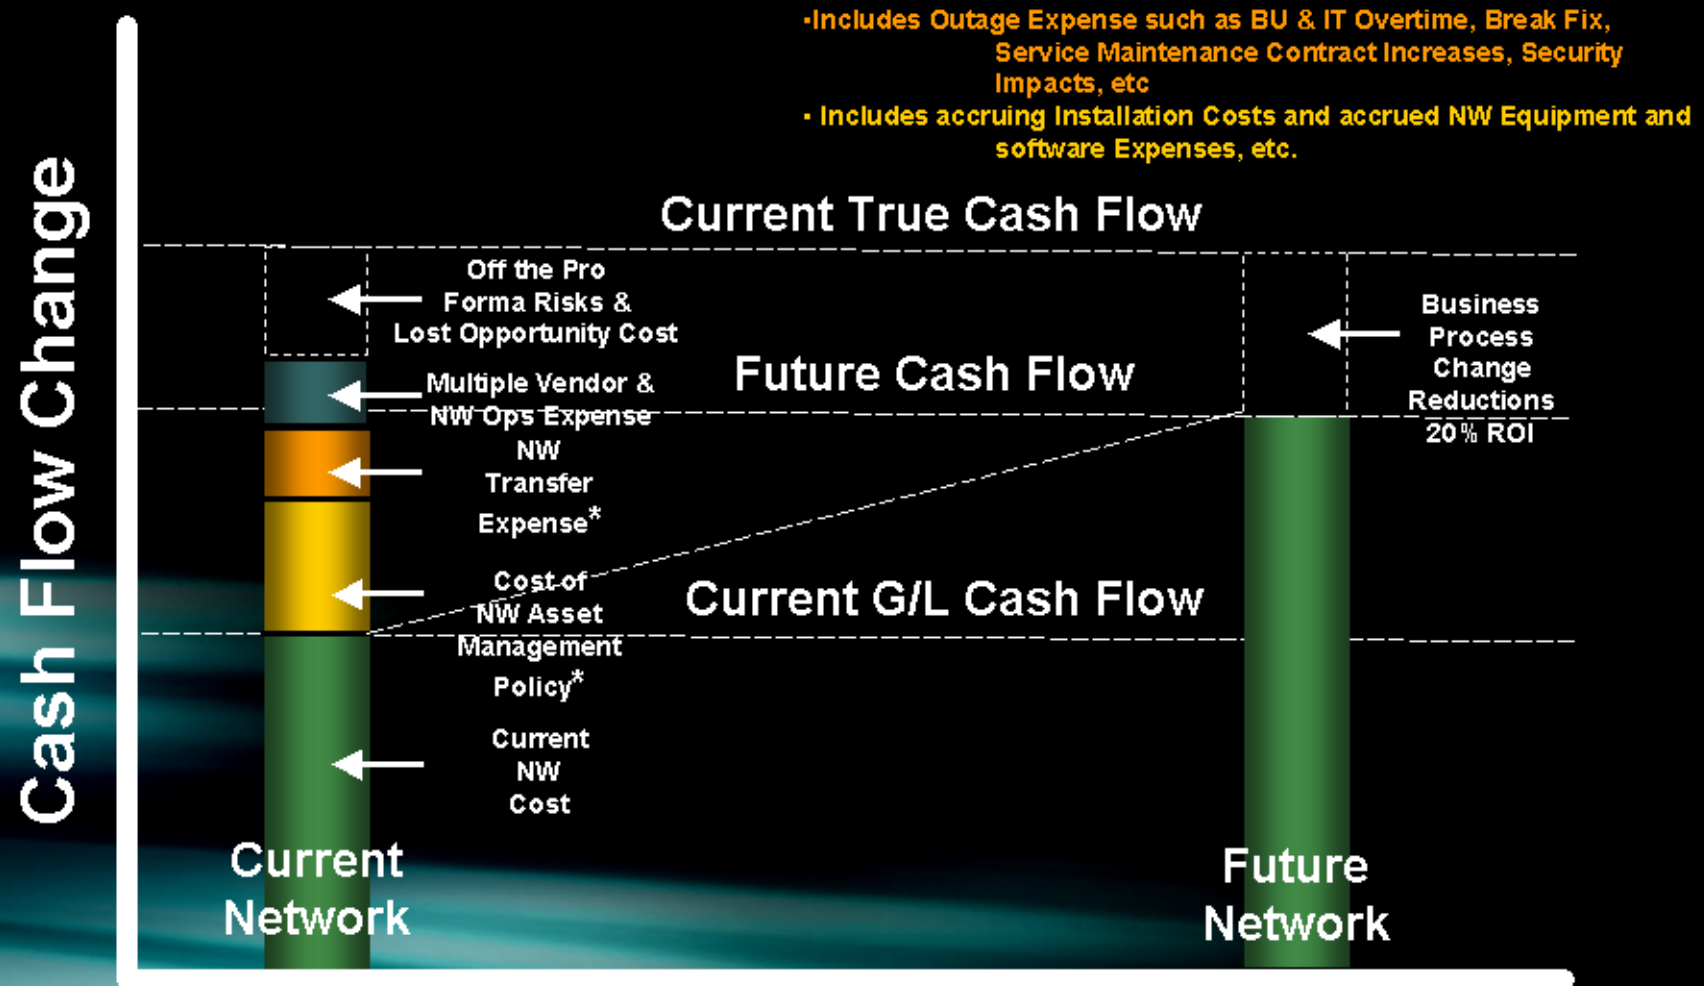 ▪Includes Outage Expense such as BU & IT Overtime, Break Fix,
Service Maintenance Contract Increases, Security
Impacts, etc
▪ Includes accruing Installation Costs and accrued NW Equipment and
software Expenses, etc.
Cash Flow Change
Current True Cash Flow
Off the Pro
Forma Risks &
Lost Opportunity Cost
Business
Process
Change
Reductions
20% ROI
Future Cash Flow
Multiple Vendor &
NW Ops Expense
NW
Transfer
Expense*
Current G/L Cash Flow
Cost of
NW Asset
Management
Policy*
Current
NW
Cost
Current
Network
Future
Network